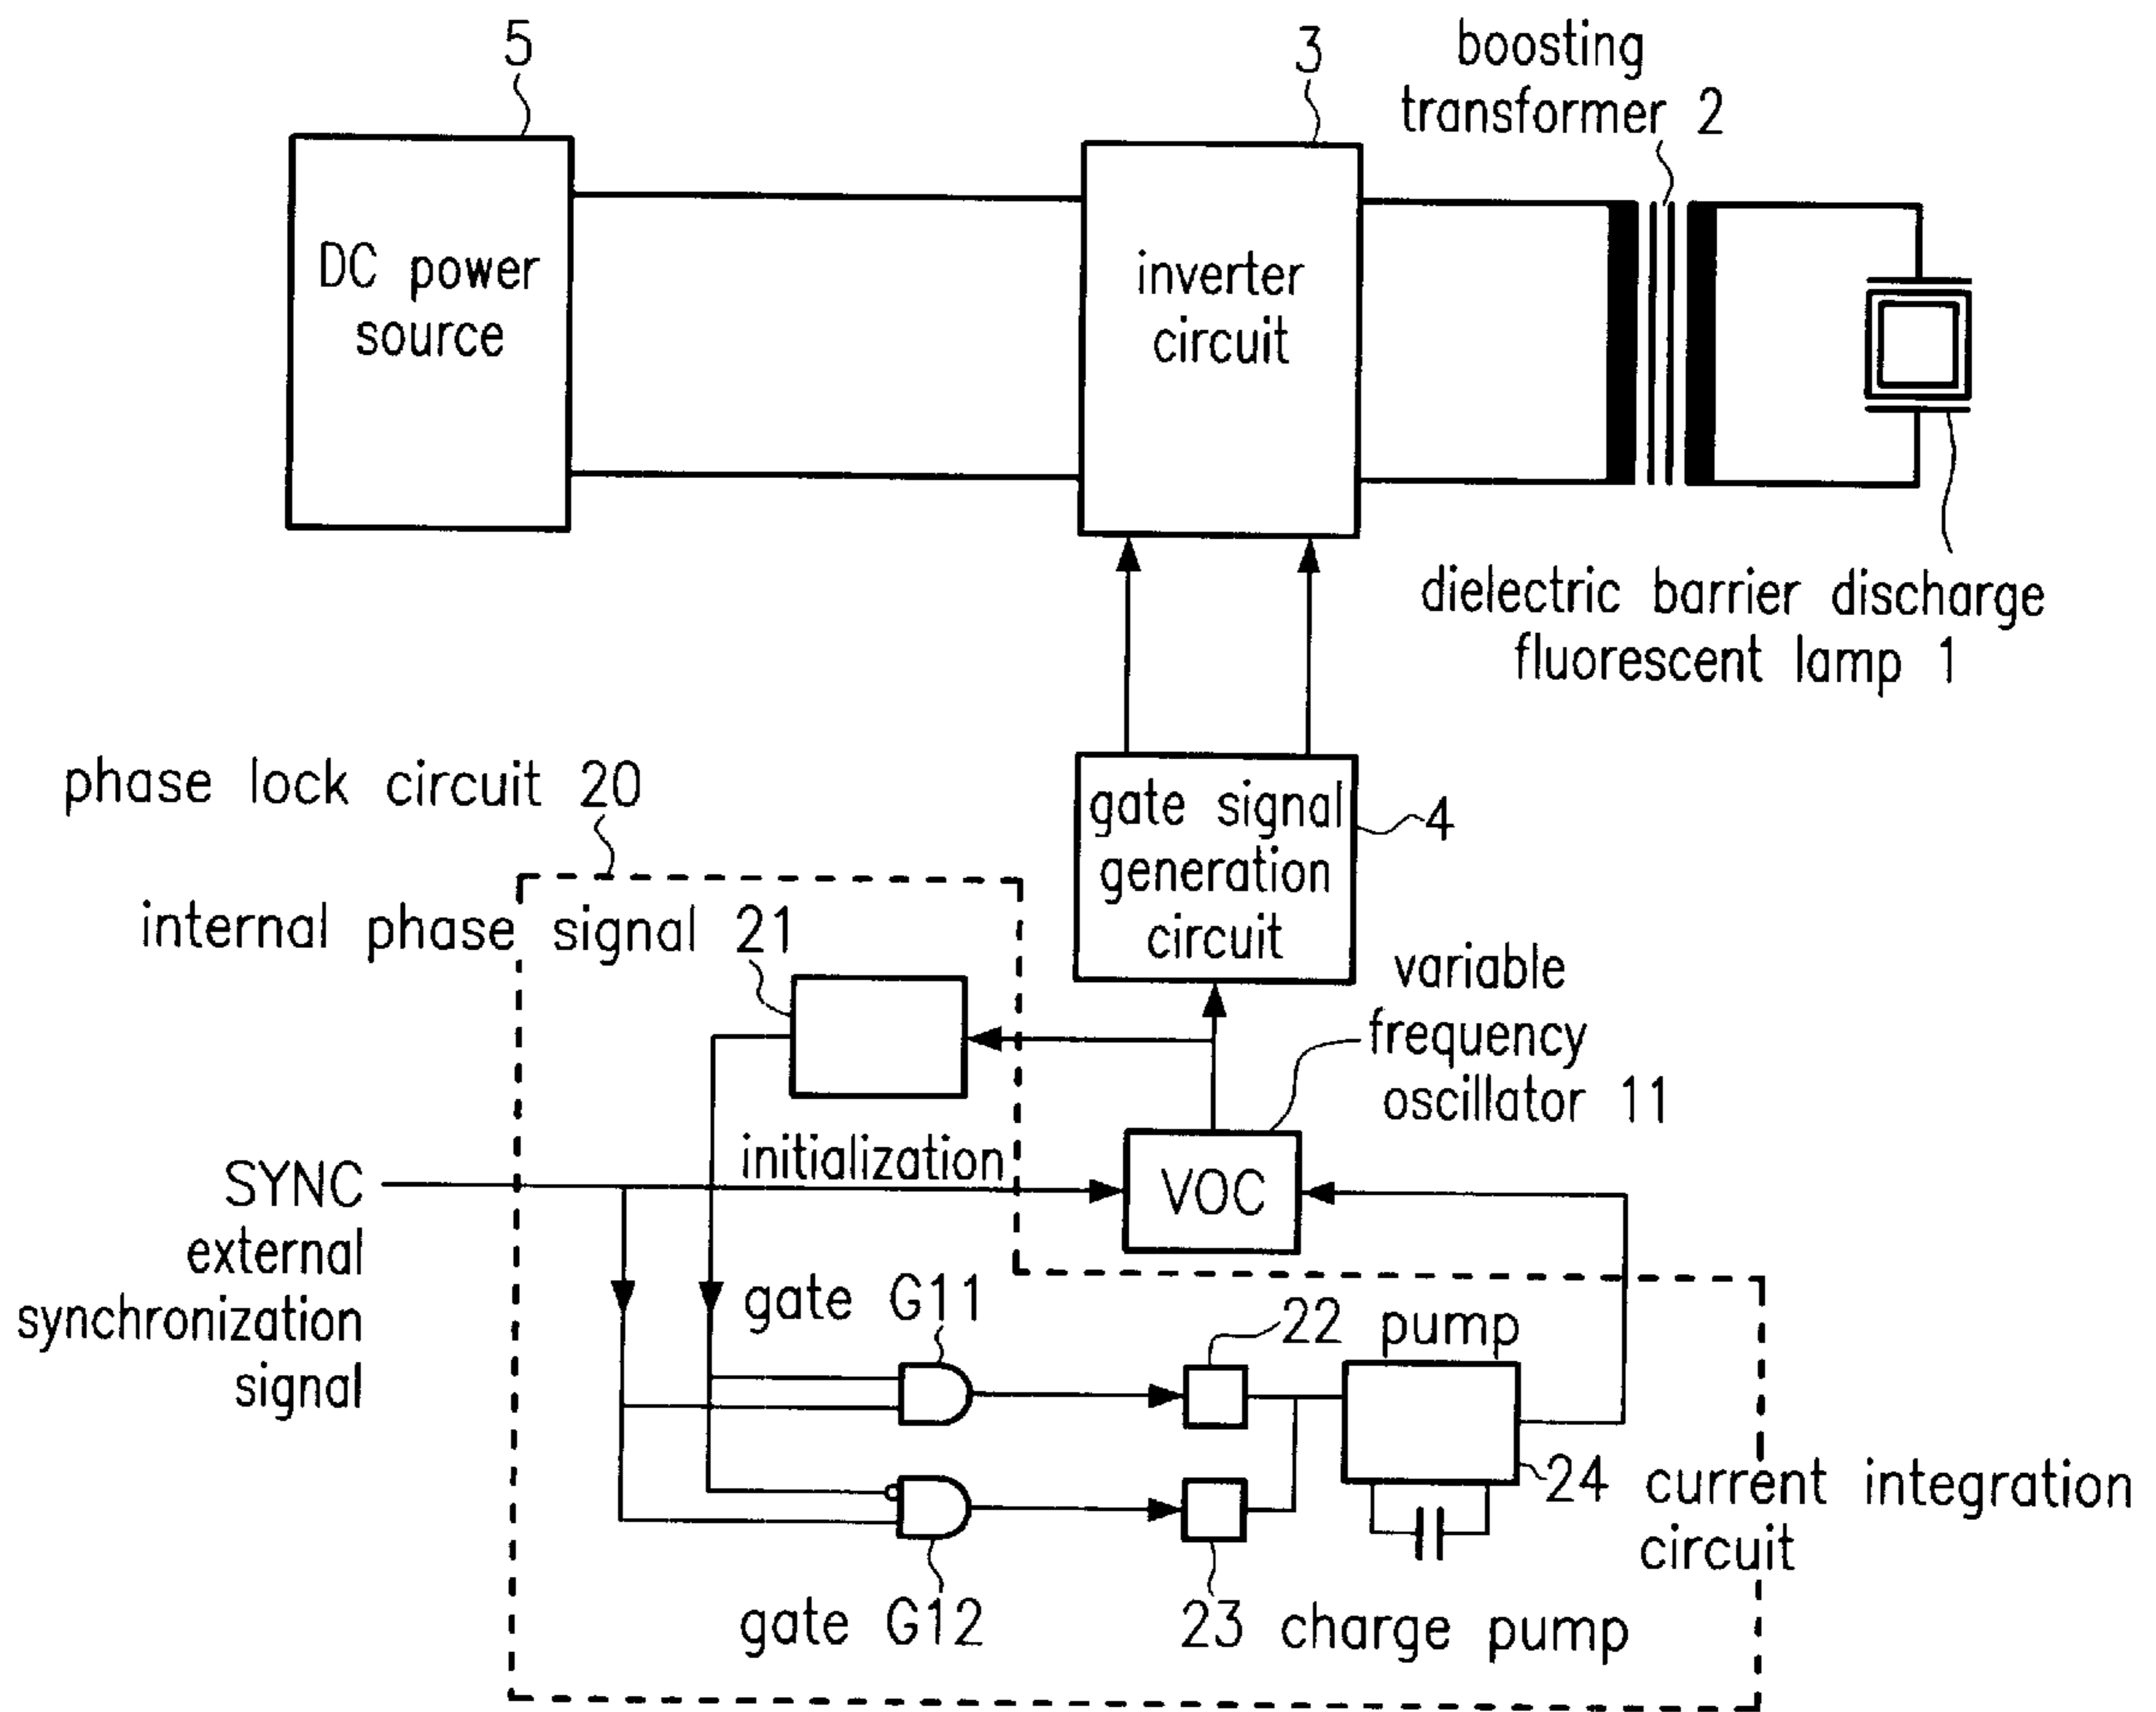 5
3
boosting
transformer 2
DC power
source
inverter
circuit
dielectric barrier discharge
fluorescent lamp 1
phase lock circuit 20
gate signal
generation
circuit
4
internal phase signal 21
variable
frequency
oscillator 11
initialization
SYNC
external
synchronization
signal
VOC
gate G11
22 pump
24 current integration
circuit
gate G12
23 charge pump